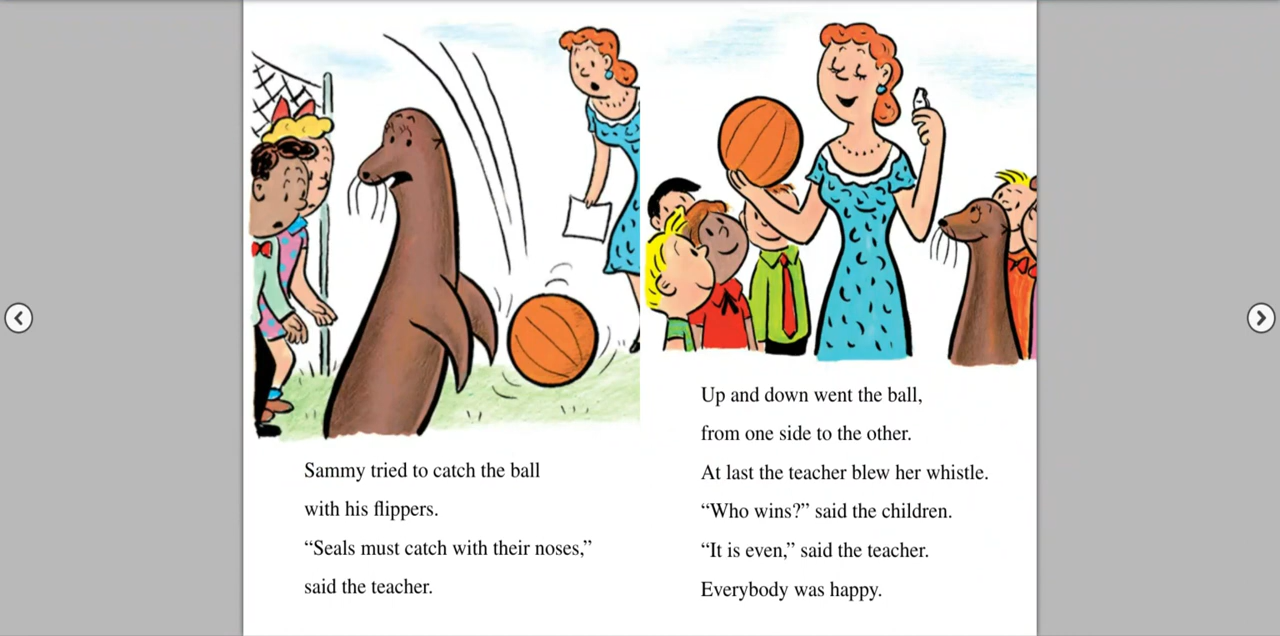 Sammy tried to catch the ball
with his flippers.
“Seals must catch with their noses,”
said the teacher.
Up and down went the ball,
from one side to the other.
At last the teacher blew her whistle.
“Who wins?” said the children.
“It is even,” said the teacher.
Everybody was happy.